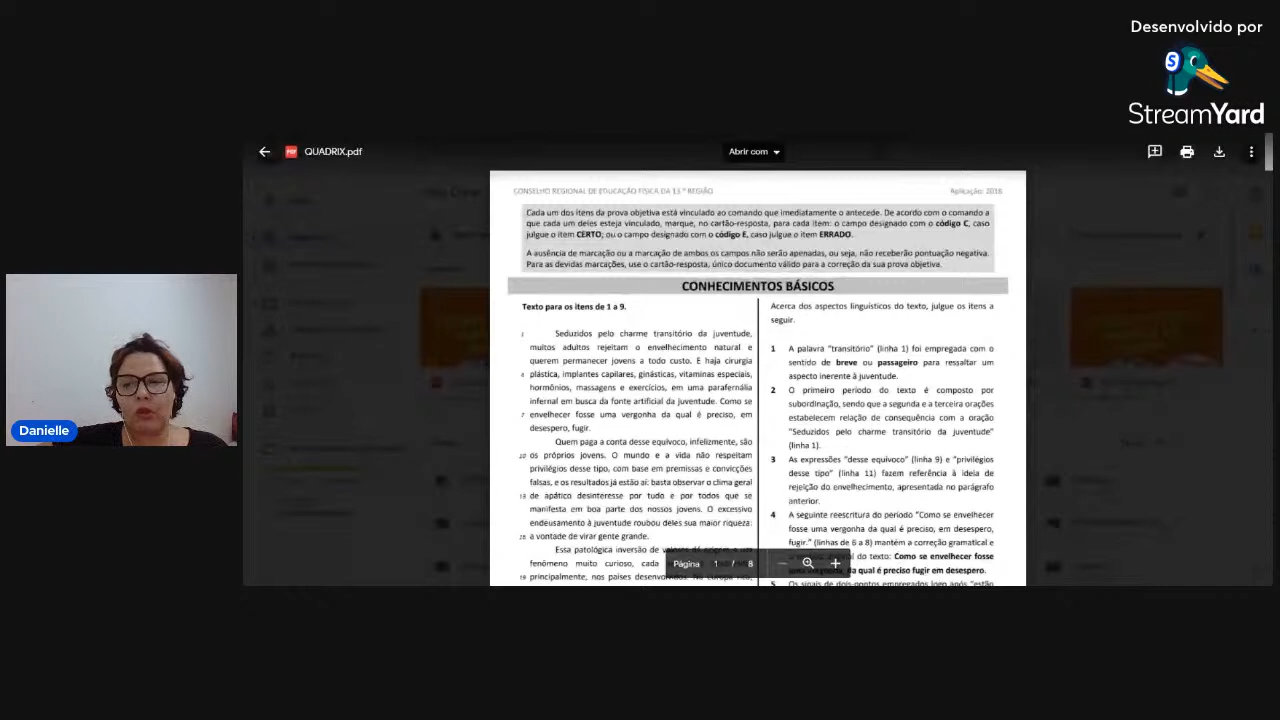 Desenvolvido por
StreamYard
QUADRIX.pdf
Abrir com
CONSELHO REGIONAL DE EDUCAÇÃO FÍSICA DA 13.ª REGIÃO
Aplicação: 2018
Cada um dos itens da prova objetiva está vinculado ao comando que imediatamente o antecede. De acordo com o comando a
que cada um deles esteja vinculado, marque, no cartão-resposta, para cada item: o campo designado com o código C, caso
julgue o item CERTO; ou o campo designado com o código E, caso julgue o item ERRADO.
A ausência de marcação ou a marcação de ambos os campos não serão apenadas, ou seja, não receberão pontuação negativa.
Para as devidas marcações, use o cartão-resposta, único documento válido para a correção da sua prova objetiva.
CONHECIMENTOS BÁSICOS
Texto para os itens de 1 a 9.
1 Seduzidos pelo charme transitório da juventude,
muitos adultos rejeitam o envelhecimento natural e
querem permanecer jovens a todo custo. E haja cirurgia
4 plástica, implantes capilares, ginásticas, vitaminas especiais,
hormônios, massagens e exercícios, em uma parafernália
infernal em busca da fonte artificial da juventude. Como se
7 envelhecer fosse uma vergonha da qual é preciso, em
desespero, fugir.
Quem paga a conta desse equívoco, infelizmente, são
10 os próprios jovens. O mundo e a vida não respeitam
privilégios desse tipo, com base em premissas e convicções
falsas, e os resultados já estão aí: basta observar o clima geral
13 de apático desinteresse por tudo e por todos que se
manifesta em boa parte dos nossos jovens. O excessivo
endeusamento à juventude roubou deles sua maior riqueza:
16 a vontade de virar gente grande.
Essa patológica inversão de
fenômeno muito curioso, cada
19 principalmente, nos países
Acerca dos aspectos linguísticos do texto, julgue os itens a
seguir.
1 A palavra "transitório" (linha 1) foi empregada com o
sentido de breve ou passageiro para ressaltar um
aspecto inerente à juventude.
2 O primeiro período do texto é composto por
subordinação, sendo que a segunda e a terceira orações
estabelecem relação de consequência com a oração
"Seduzidos pelo charme transitório da juventude"
(linha 1).
3 As expressões "desse equívoco" (linha 9) e "privilégios
desse tipo" (linha 11) fazem referência à ideia de
rejeição do envelhecimento, apresentada no parágrafo
anterior.
4 A seguinte reescritura do período "Como se envelhecer
fosse uma vergonha da qual é preciso, em desespero,
fugir." (linhas de 6 a 8) mantém a correção gramatical e
do texto: Como se envelhecer fosse
da qual é preciso fugir em desespero.
5 Os sinais de dois-pontos empregados logo após "estão
Página 1 / 8
Danielle